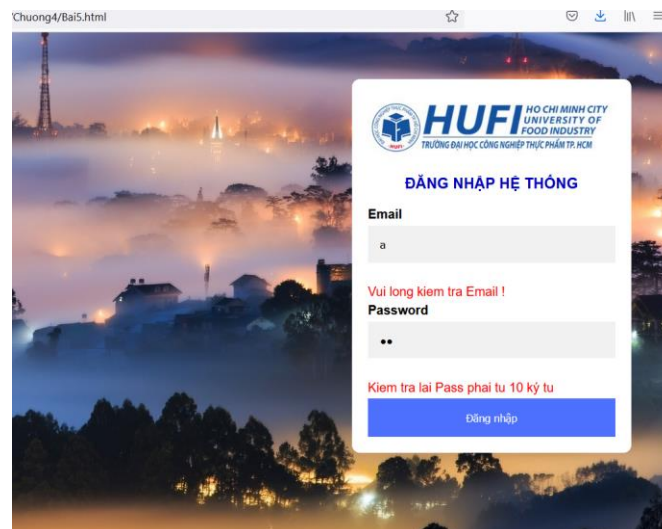 /Chuong4/Bai5.html
HUFI
HO CHI MINH CITY
UNIVERSITY OF
FOOD INDUSTRY
TRƯỜNG ĐẠI HỌC CÔNG NGHIỆP THỰC PHẨM TP. HCM
ĐĂNG NHẬP HỆ THỐNG
Email
a
Vui long kiem tra Email !
Password
••
Kiem tra lai Pass phai tu 10 ký tu
Đăng nhập